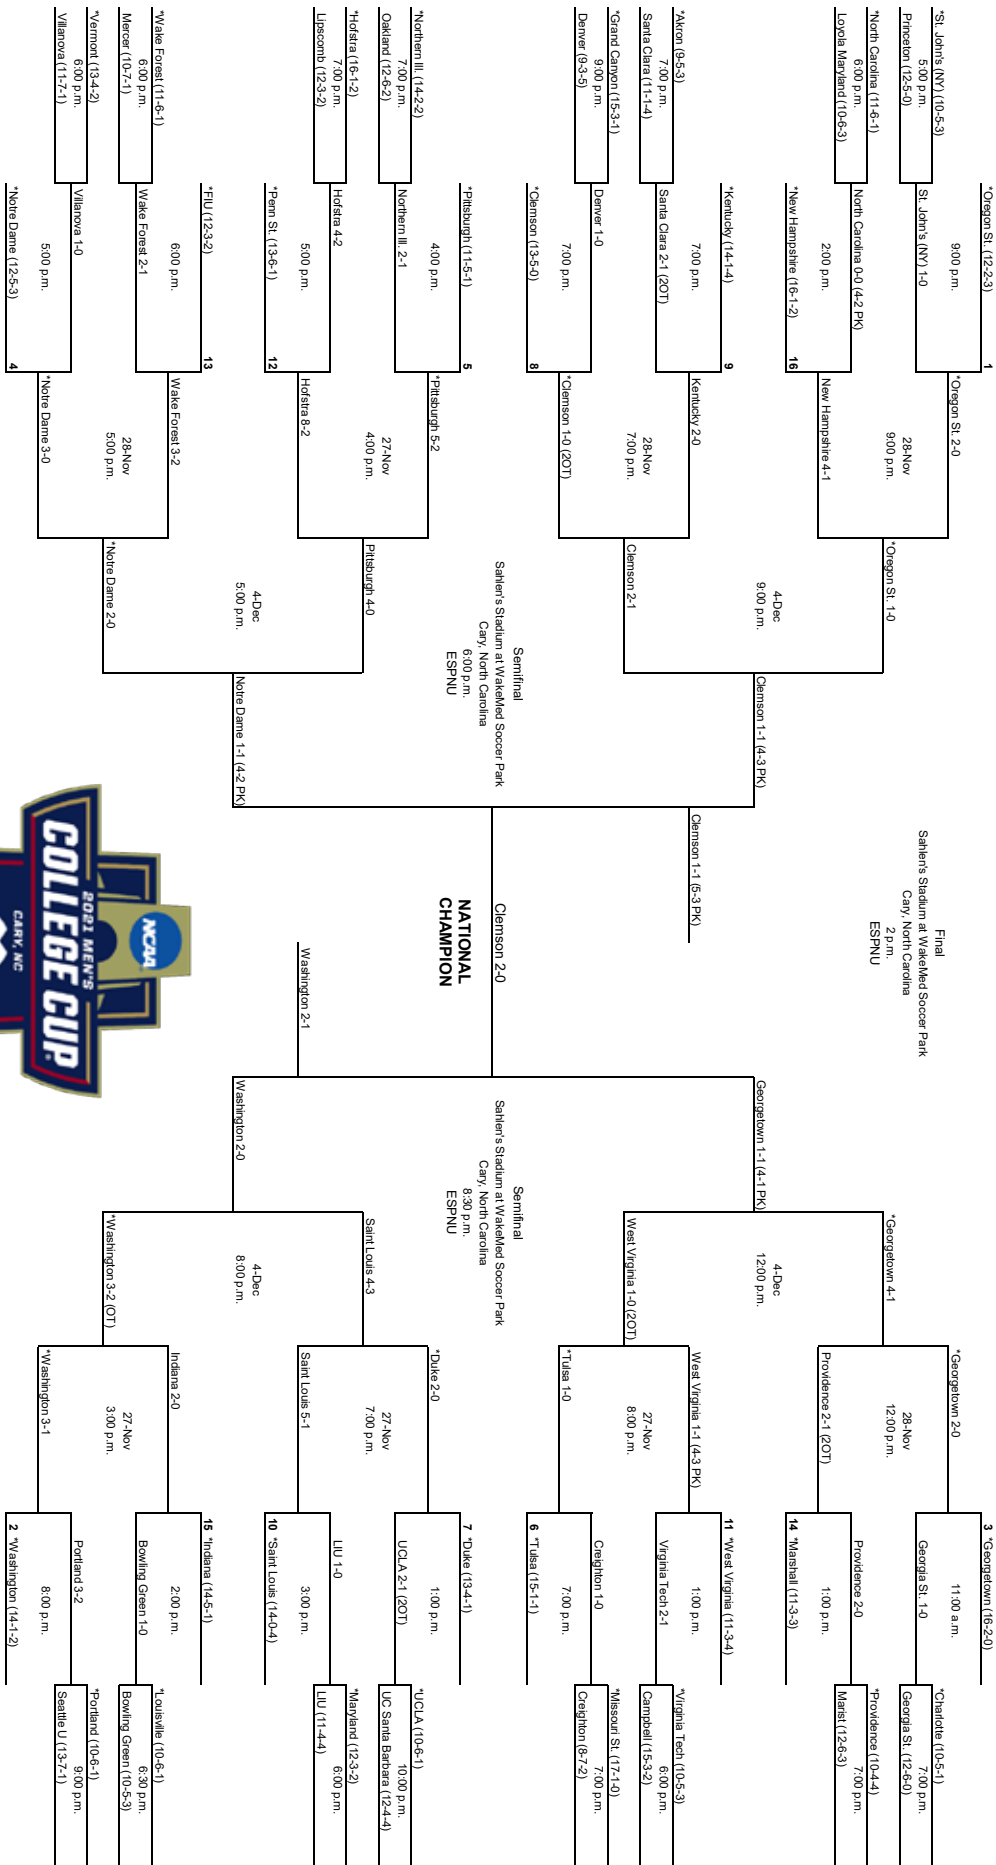 *St. John's (NY) (10-5-3)
5:00 p.m.
Princeton (12-5-0)
*North Carolina (11-6-1)
6:00 p.m.
Loyola Maryland (10-6-3)
*Akron (9-5-3)
7:00 p.m.
Santa Clara (11-1-4)
*Grand Canyon (15-3-1)
9:00 p.m.
Denver (9-3-5)
*Northern Ill. (14-2-2)
7:00 p.m.
Oakland (12-6-2)
*Hofstra (16-1-2)
7:00 p.m.
Lipscomb (12-3-2)
*Wake Forest (11-6-1)
6:00 p.m.
Mercer (10-7-1)
*Vermont (13-4-2)
6:00 p.m.
Villanova (11-7-1)
*Oregon St. (12-2-3)
1
9:00 p.m.
St. John's (NY) 1-0
North Carolina 0-0 (4-2 PK)
2:00 p.m.
*New Hampshire (16-1-2)
16
*Kentucky (14-1-4)
9
7:00 p.m.
Santa Clara 2-1 (2OT)
Denver 1-0
7:00 p.m.
*Clemson (13-5-0)
8
*Pittsburgh (11-5-1)
5
4:00 p.m.
Northern Ill. 2-1
Hofstra 4-2
5:00 p.m.
*Penn St. (13-6-1)
12
*FIU (12-3-2)
13
6:00 p.m.
Wake Forest 2-1
Villanova 1-0
5:00 p.m.
*Notre Dame (12-5-3)
4
*Oregon St. 2-0
28-Nov
9:00 p.m.
New Hampshire 4-1
Kentucky 2-0
28-Nov
7:00 p.m.
*Clemson 1-0 (2OT)
*Pittsburgh 5-2
27-Nov
4:00 p.m.
Hofstra 8-2
Wake Forest 3-2
28-Nov
5:00 p.m.
*Notre Dame 3-0
*Oregon St. 1-0
4-Dec
9:00 p.m.
Clemson 2-1
Pittsburgh 4-0
4-Dec
5:00 p.m.
*Notre Dame 2-0
Semifinal
Sahlen's Stadium at WakeMed Soccer Park
Cary, North Carolina
6:00 p.m.
ESPNU
Clemson 1-1 (4-3 PK)
Notre Dame 1-1 (4-2 PK)
Final
Sahlen's Stadium at WakeMed Soccer Park
Cary, North Carolina
2 p.m.
ESPNU
Clemson 1-1 (5-3 PK)
Clemson 2-0
NATIONAL
CHAMPION
Washington 2-1
NCAA
2021 MEN'S
COLLEGE CUP
CARY, NC
Georgetown 1-1 (4-1 PK)
Washington 2-0
Semifinal
Sahlen's Stadium at WakeMed Soccer Park
Cary, North Carolina
8:30 p.m.
ESPNU
*Georgetown 4-1
4-Dec
12:00 p.m.
West Virginia 1-0 (2OT)
Saint Louis 4-3
4-Dec
8:00 p.m.
*Washington 3-2 (OT)
*Georgetown 2-0
28-Nov
12:00 p.m.
Providence 2-1 (2OT)
West Virginia 1-1 (4-3 PK)
27-Nov
8:00 p.m.
*Tulsa 1-0
*Duke 2-0
27-Nov
7:00 p.m.
Saint Louis 5-1
Indiana 2-0
27-Nov
3:00 p.m.
*Washington 3-1
3 *Georgetown (16-2-0)
11:00 a.m.
Georgia St. 1-0
Providence 2-0
1:00 p.m.
14 *Marshall (11-3-3)
11 *West Virginia (11-3-4)
1:00 p.m.
Virginia Tech 2-1
Creighton 1-0
7:00 p.m.
6 *Tulsa (15-1-1)
7 *Duke (13-4-1)
1:00 p.m.
UCLA 2-1 (2OT)
LIU 1-0
3:00 p.m.
10 *Saint Louis (14-0-4)
15 *Indiana (14-5-1)
2:00 p.m.
Bowling Green 1-0
Portland 3-2
8:00 p.m.
2 *Washington (14-1-2)
*Charlotte (10-5-1)
7:00 p.m.
Georgia St. (12-6-0)
*Providence (10-4-4)
7:00 p.m.
Marist (12-6-3)
*Virginia Tech (10-5-3)
6:00 p.m.
Campbell (15-3-2)
*Missouri St. (17-1-0)
7:00 p.m.
Creighton (8-7-2)
*UCLA (10-6-1)
10:00 p.m.
UC Santa Barbara (12-4-4)
*Maryland (12-3-2)
6:00 p.m.
LIU (11-4-4)
*Louisville (10-6-1)
6:30 p.m.
Bowling Green (10-5-3)
*Portland (10-6-1)
9:00 p.m.
Seattle U (13-7-1)